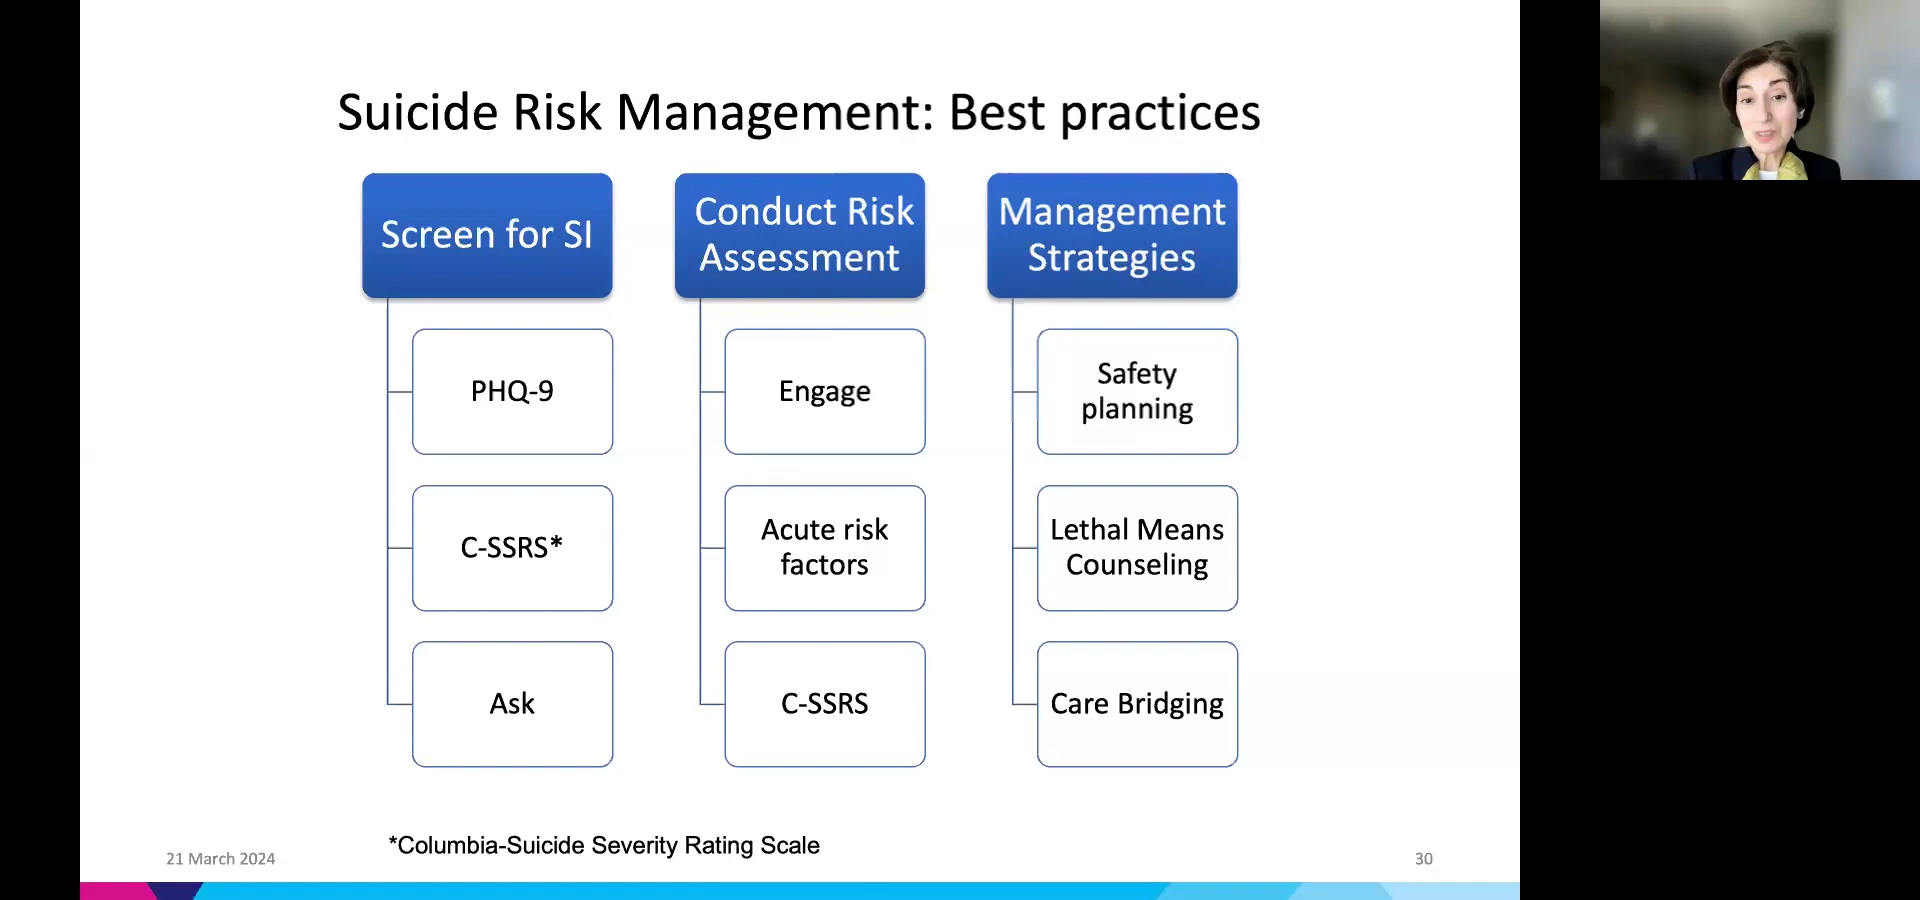 Suicide Risk Management: Best practices
Screen for SI
PHQ-9
C-SSRS*
Ask
Conduct Risk
Assessment
Engage
Acute risk
factors
C-SSRS
Management
Strategies
Safety
planning
Lethal Means
Counseling
Care Bridging
*Columbia-Suicide Severity Rating Scale
21 March 2024
30